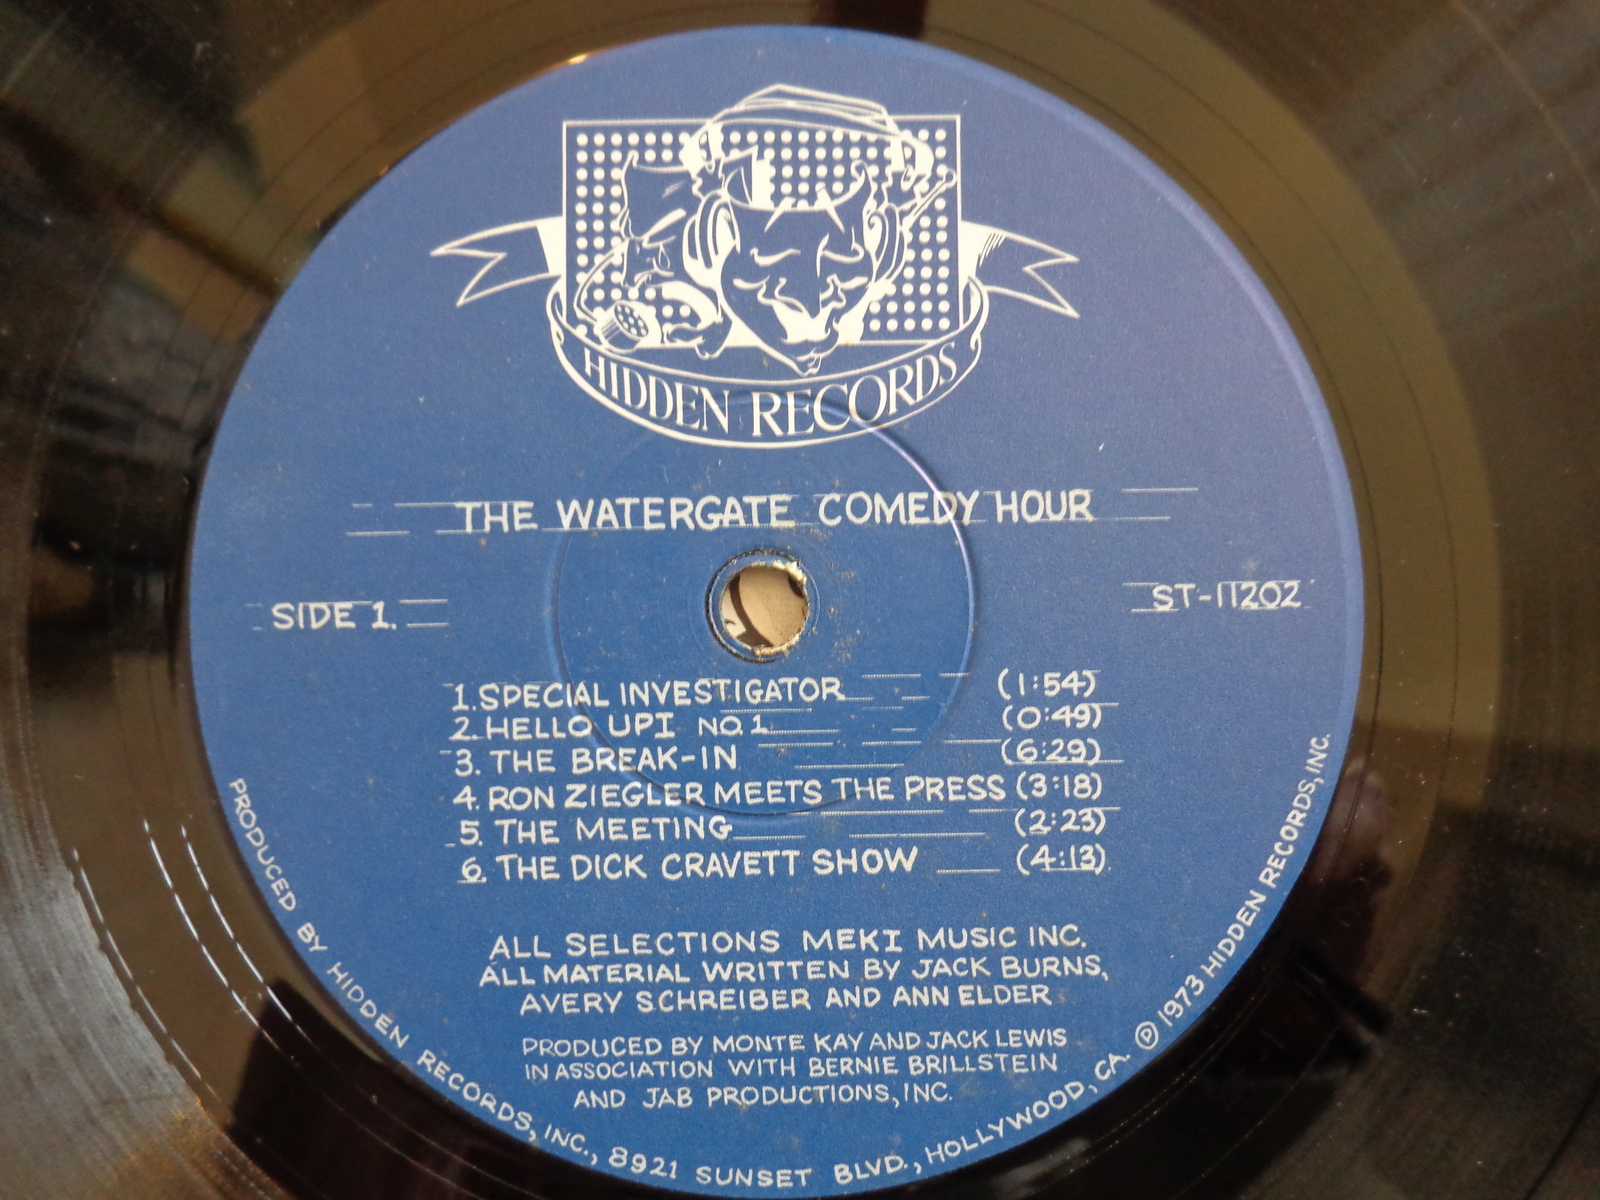 HIDDEN RECORDS
THE WATERGATE COMEDY HOUR
SIDE 1.
ST-11202
1. SPECIAL INVESTIGATOR (1:54)
2. HELLO UPI NO. 1 (0:49)
3. THE BREAK-IN (6:29)
4. RON ZIEGLER MEETS THE PRESS (3:18)
5. THE MEETING (2:23)
6. THE DICK CRAVETT SHOW (4:13)
ALL SELECTIONS MEKI MUSIC INC.
ALL MATERIAL WRITTEN BY JACK BURNS,
AVERY SCHREIBER AND ANN ELDER
PRODUCED BY MONTE KAY AND JACK LEWIS
IN ASSOCIATION WITH BERNIE BRILLSTEIN
AND JAB PRODUCTIONS, INC.
PRODUCED BY HIDDEN RECORDS, INC., 8921 SUNSET BLVD., HOLLYWOOD, CA. ℗ 1973 HIDDEN RECORDS, INC.